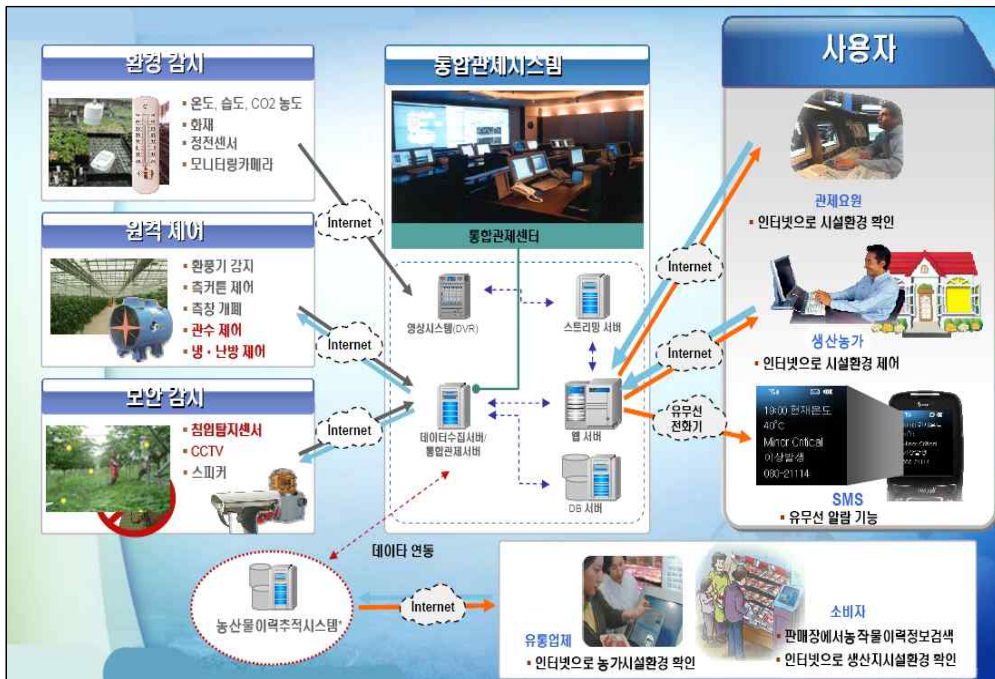 환경 감시
▪ 온도, 습도, CO2 농도
▪ 화재
▪ 정전센서
▪ 모니터링카메라
Internet
원격 제어
▪ 환풍기 감지
▪ 측커튼 제어
▪ 측창 개폐
▪ 관수 제어
▪ 냉·난방 제어
Internet
보안 감시
▪ 침입탐지센서
▪ CCTV
▪ 스피커
Internet
통합관제시스템
통합관제센터
영상시스템(DVR)
스트리밍 서버
데이터수집서버/
통합관제서버
웹 서버
DB 서버
Internet
Internet
유무선
전화기
사용자
관제요원
▪ 인터넷으로 시설환경 확인
생산농가
▪ 인터넷으로 시설환경 제어
19:00 현재온도
40°C
Minor Critical
이상발생
080-21114
SMS
▪ 유무선 알람 기능
데이타 연동
농산물이력추적시스템*
Internet
유통업체
▪ 인터넷으로 농가시설환경 확인
소비자
▪ 판매장에서농작물이력정보검색
▪ 인터넷으로 생산지시설환경 확인